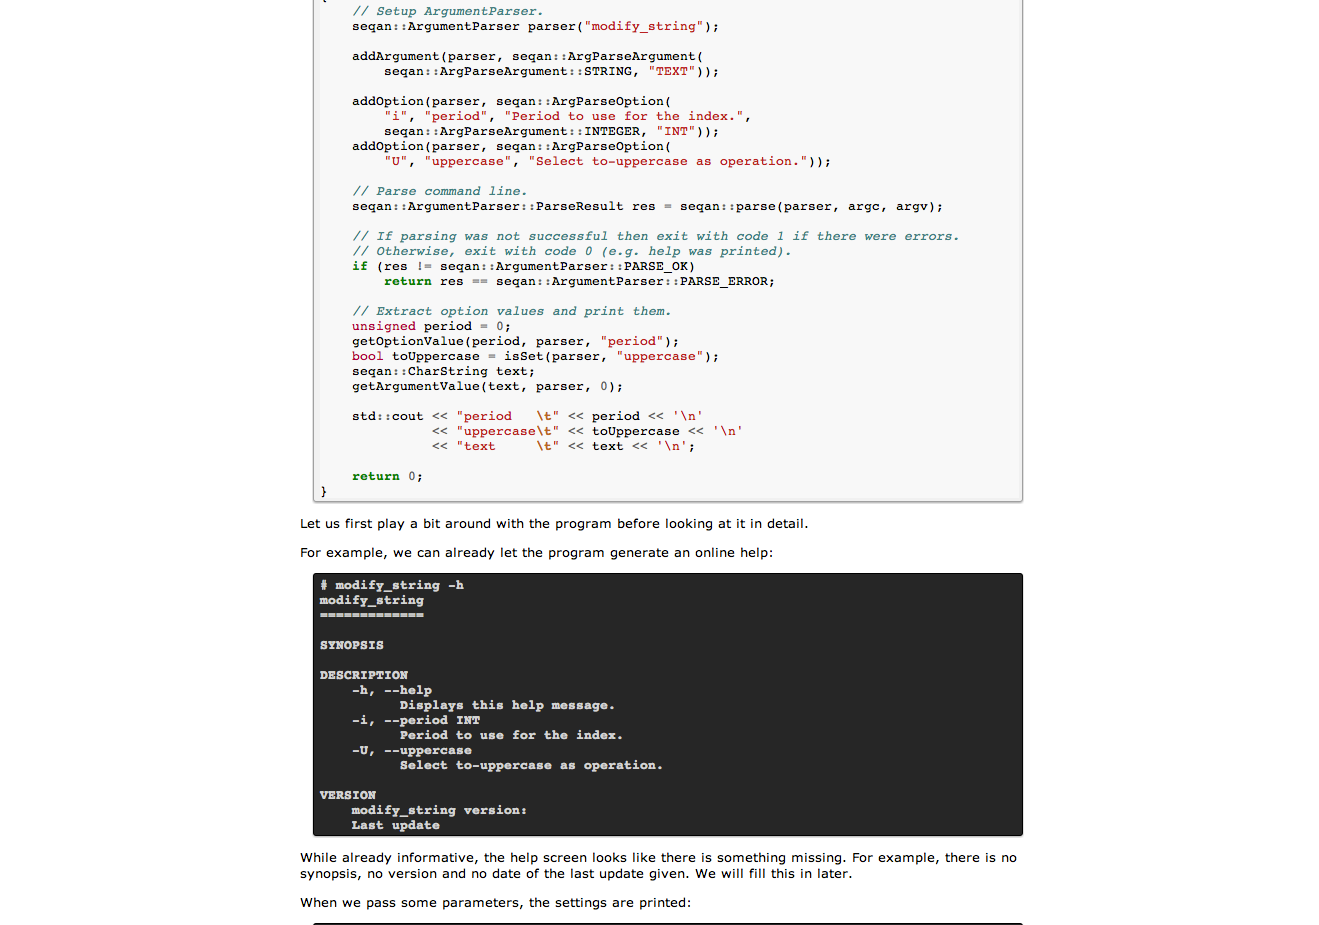 {
    // Setup ArgumentParser.
    seqan::ArgumentParser parser("modify_string");

    addArgument(parser, seqan::ArgParseArgument(
        seqan::ArgParseArgument::STRING, "TEXT"));

    addOption(parser, seqan::ArgParseOption(
        "i", "period", "Period to use for the index.",
        seqan::ArgParseArgument::INTEGER, "INT"));
    addOption(parser, seqan::ArgParseOption(
        "U", "uppercase", "Select to-uppercase as operation."));

    // Parse command line.
    seqan::ArgumentParser::ParseResult res = seqan::parse(parser, argc, argv);

    // If parsing was not successful then exit with code 1 if there were errors.
    // Otherwise, exit with code 0 (e.g. help was printed).
    if (res != seqan::ArgumentParser::PARSE_OK)
        return res == seqan::ArgumentParser::PARSE_ERROR;

    // Extract option values and print them.
    unsigned period = 0;
    getOptionValue(period, parser, "period");
    bool toUppercase = isSet(parser, "uppercase");
    seqan::CharString text;
    getArgumentValue(text, parser, 0);

    std::cout << "period   \t" << period << '\n'
              << "uppercase\t" << toUppercase << '\n'
              << "text     \t" << text << '\n';

    return 0;
}
Let us first play a bit around with the program before looking at it in detail.
For example, we can already let the program generate an online help:
# modify_string -h
modify_string
=============

SYNOPSIS

DESCRIPTION
    -h, --help
          Displays this help message.
    -i, --period INT
          Period to use for the index.
    -U, --uppercase
          Select to-uppercase as operation.

VERSION
    modify_string version:
    Last update
While already informative, the help screen looks like there is something missing. For example, there is no
synopsis, no version and no date of the last update given. We will fill this in later.
When we pass some parameters, the settings are printed: